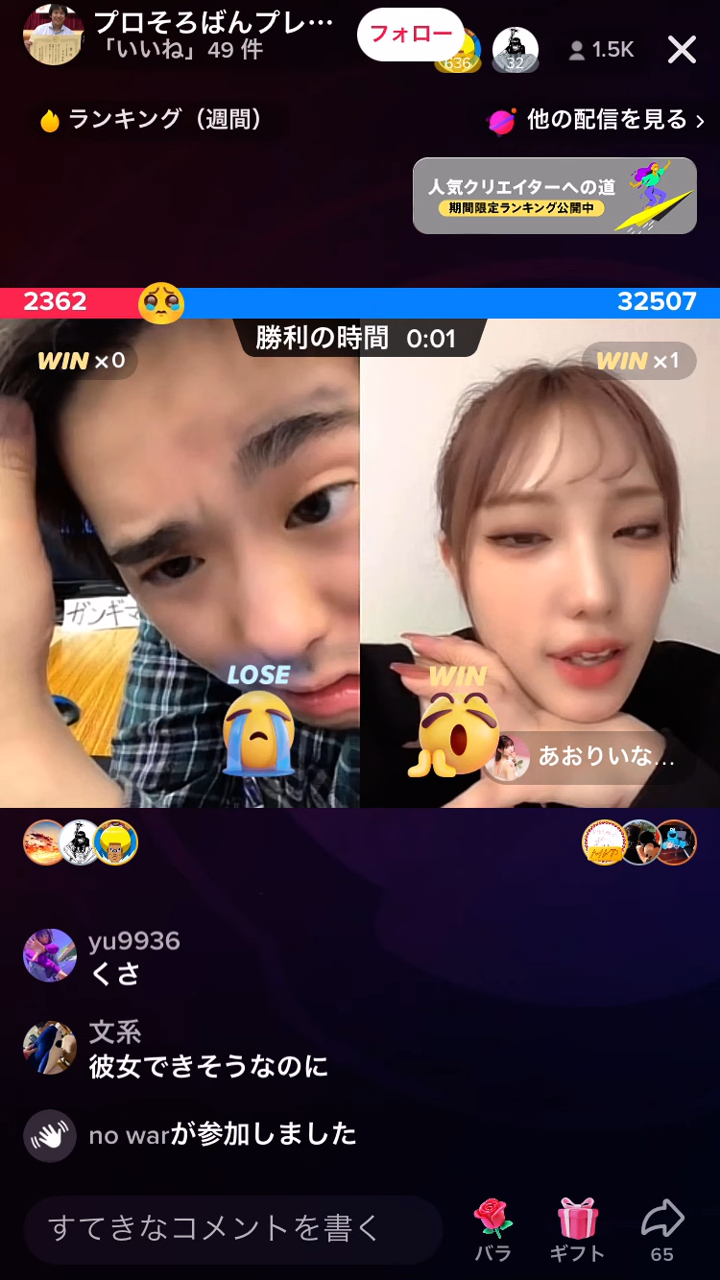 プロそろばんプレ…
「いいね」49 件
フォロー
636
32
1.5K
ランキング（週間）
他の配信を見る
人気クリエイターへの道
期間限定ランキング公開中
2362
32507
勝利の時間 0:01
WIN ×0
WIN ×1
ガンギマ
LOSE
WIN
あおりいな…
yu9936
くさ
文系
彼女できそうなのに
no warが参加しました
すてきなコメントを書く
バラ
ギフト
65